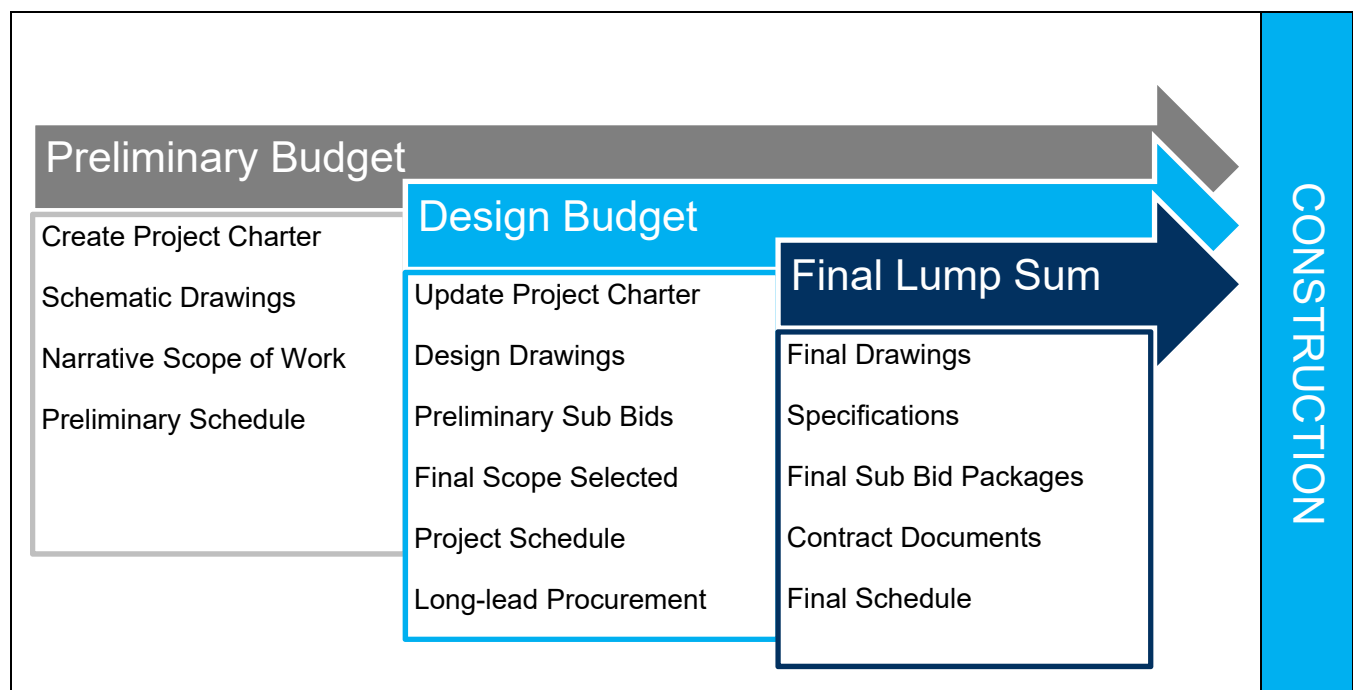 Preliminary Budget
Create Project Charter
Schematic Drawings
Narrative Scope of Work
Preliminary Schedule
Design Budget
Update Project Charter
Design Drawings
Preliminary Sub Bids
Final Scope Selected
Project Schedule
Long-lead Procurement
Final Lump Sum
Final Drawings
Specifications
Final Sub Bid Packages
Contract Documents
Final Schedule
CONSTRUCTION